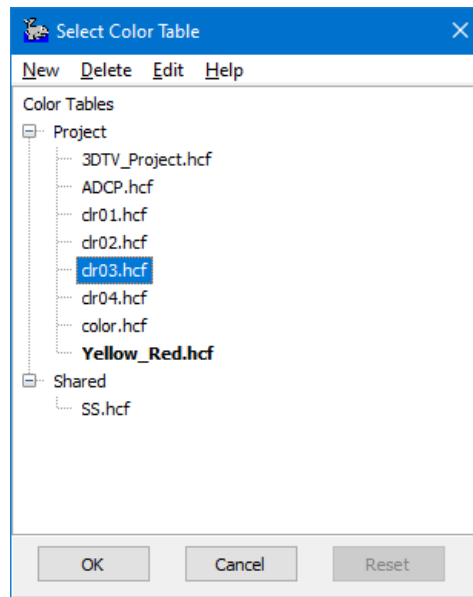 Select Color Table
New Delete Edit Help
Color Tables
Project
3DTV_Project.hcf
ADCP.hcf
clr01.hcf
clr02.hcf
clr03.hcf
clr04.hcf
color.hcf
Yellow_Red.hcf
Shared
SS.hcf
OK Cancel Reset